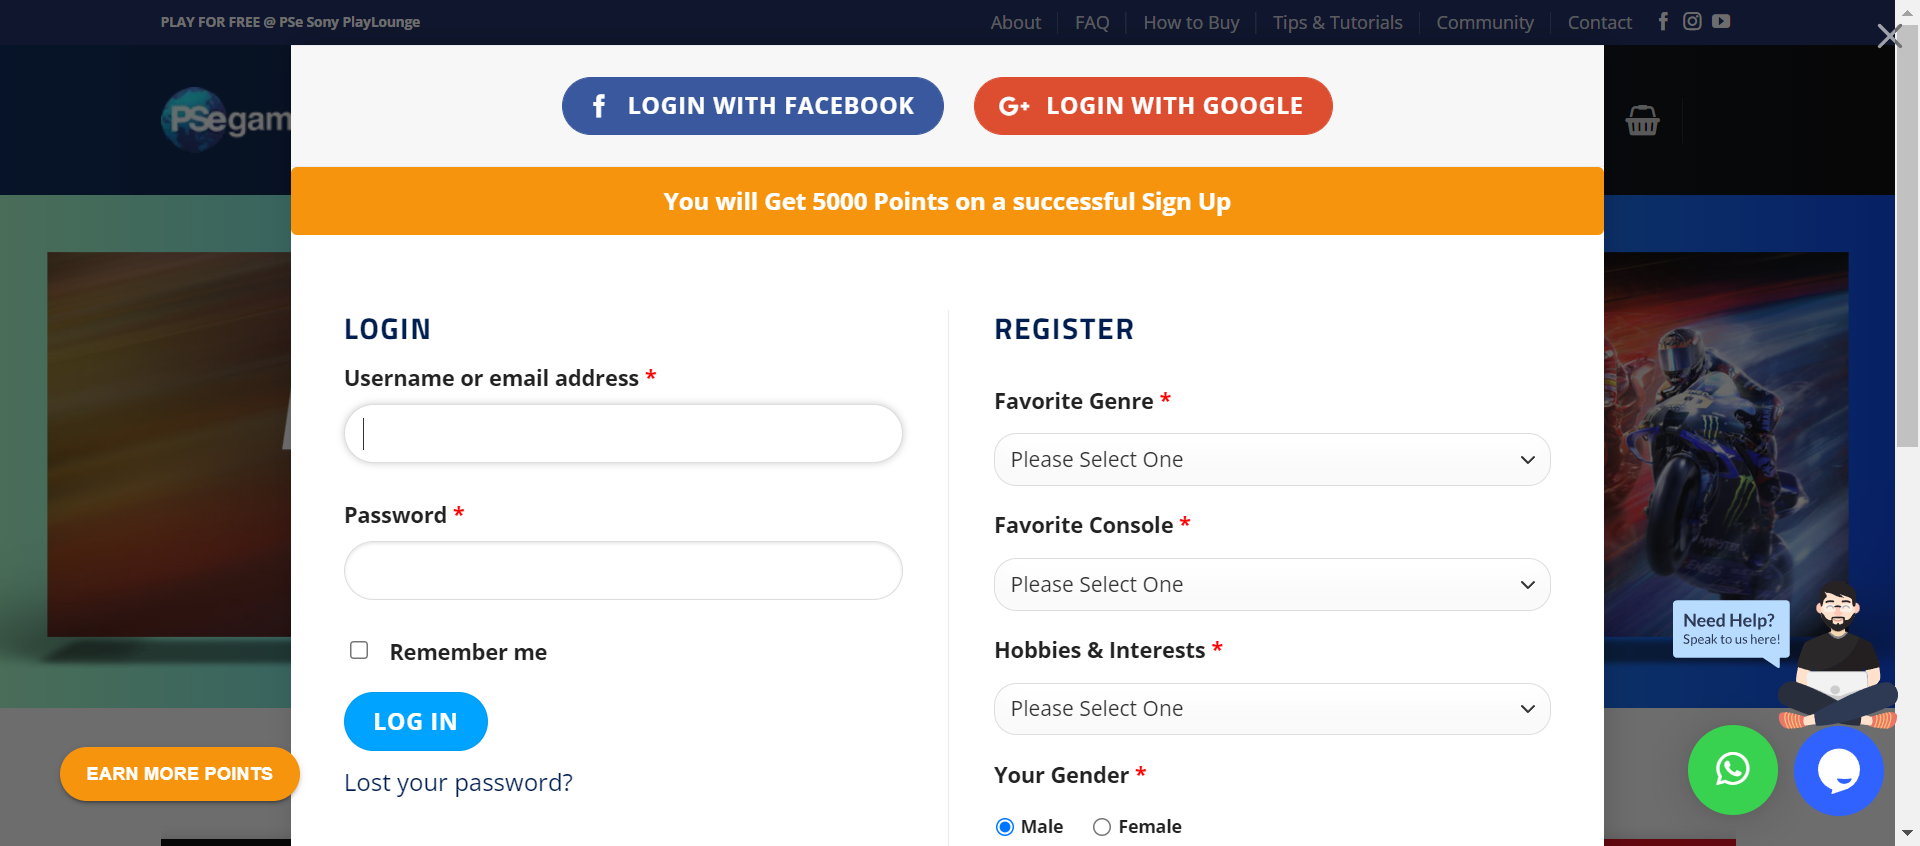 PLAY FOR FREE @ PSe Sony PlayLounge
About
FAQ
How to Buy
Tips & Tutorials
Community
Contact
PSegam
LOGIN WITH FACEBOOK
G+ LOGIN WITH GOOGLE
You will Get 5000 Points on a successful Sign Up
LOGIN
Username or email address *
Password *
Remember me
LOG IN
Lost your password?
REGISTER
Favorite Genre *
Please Select One
Favorite Console *
Please Select One
Hobbies & Interests *
Please Select One
Your Gender *
Male
Female
Need Help?
Speak to us here!
EARN MORE POINTS